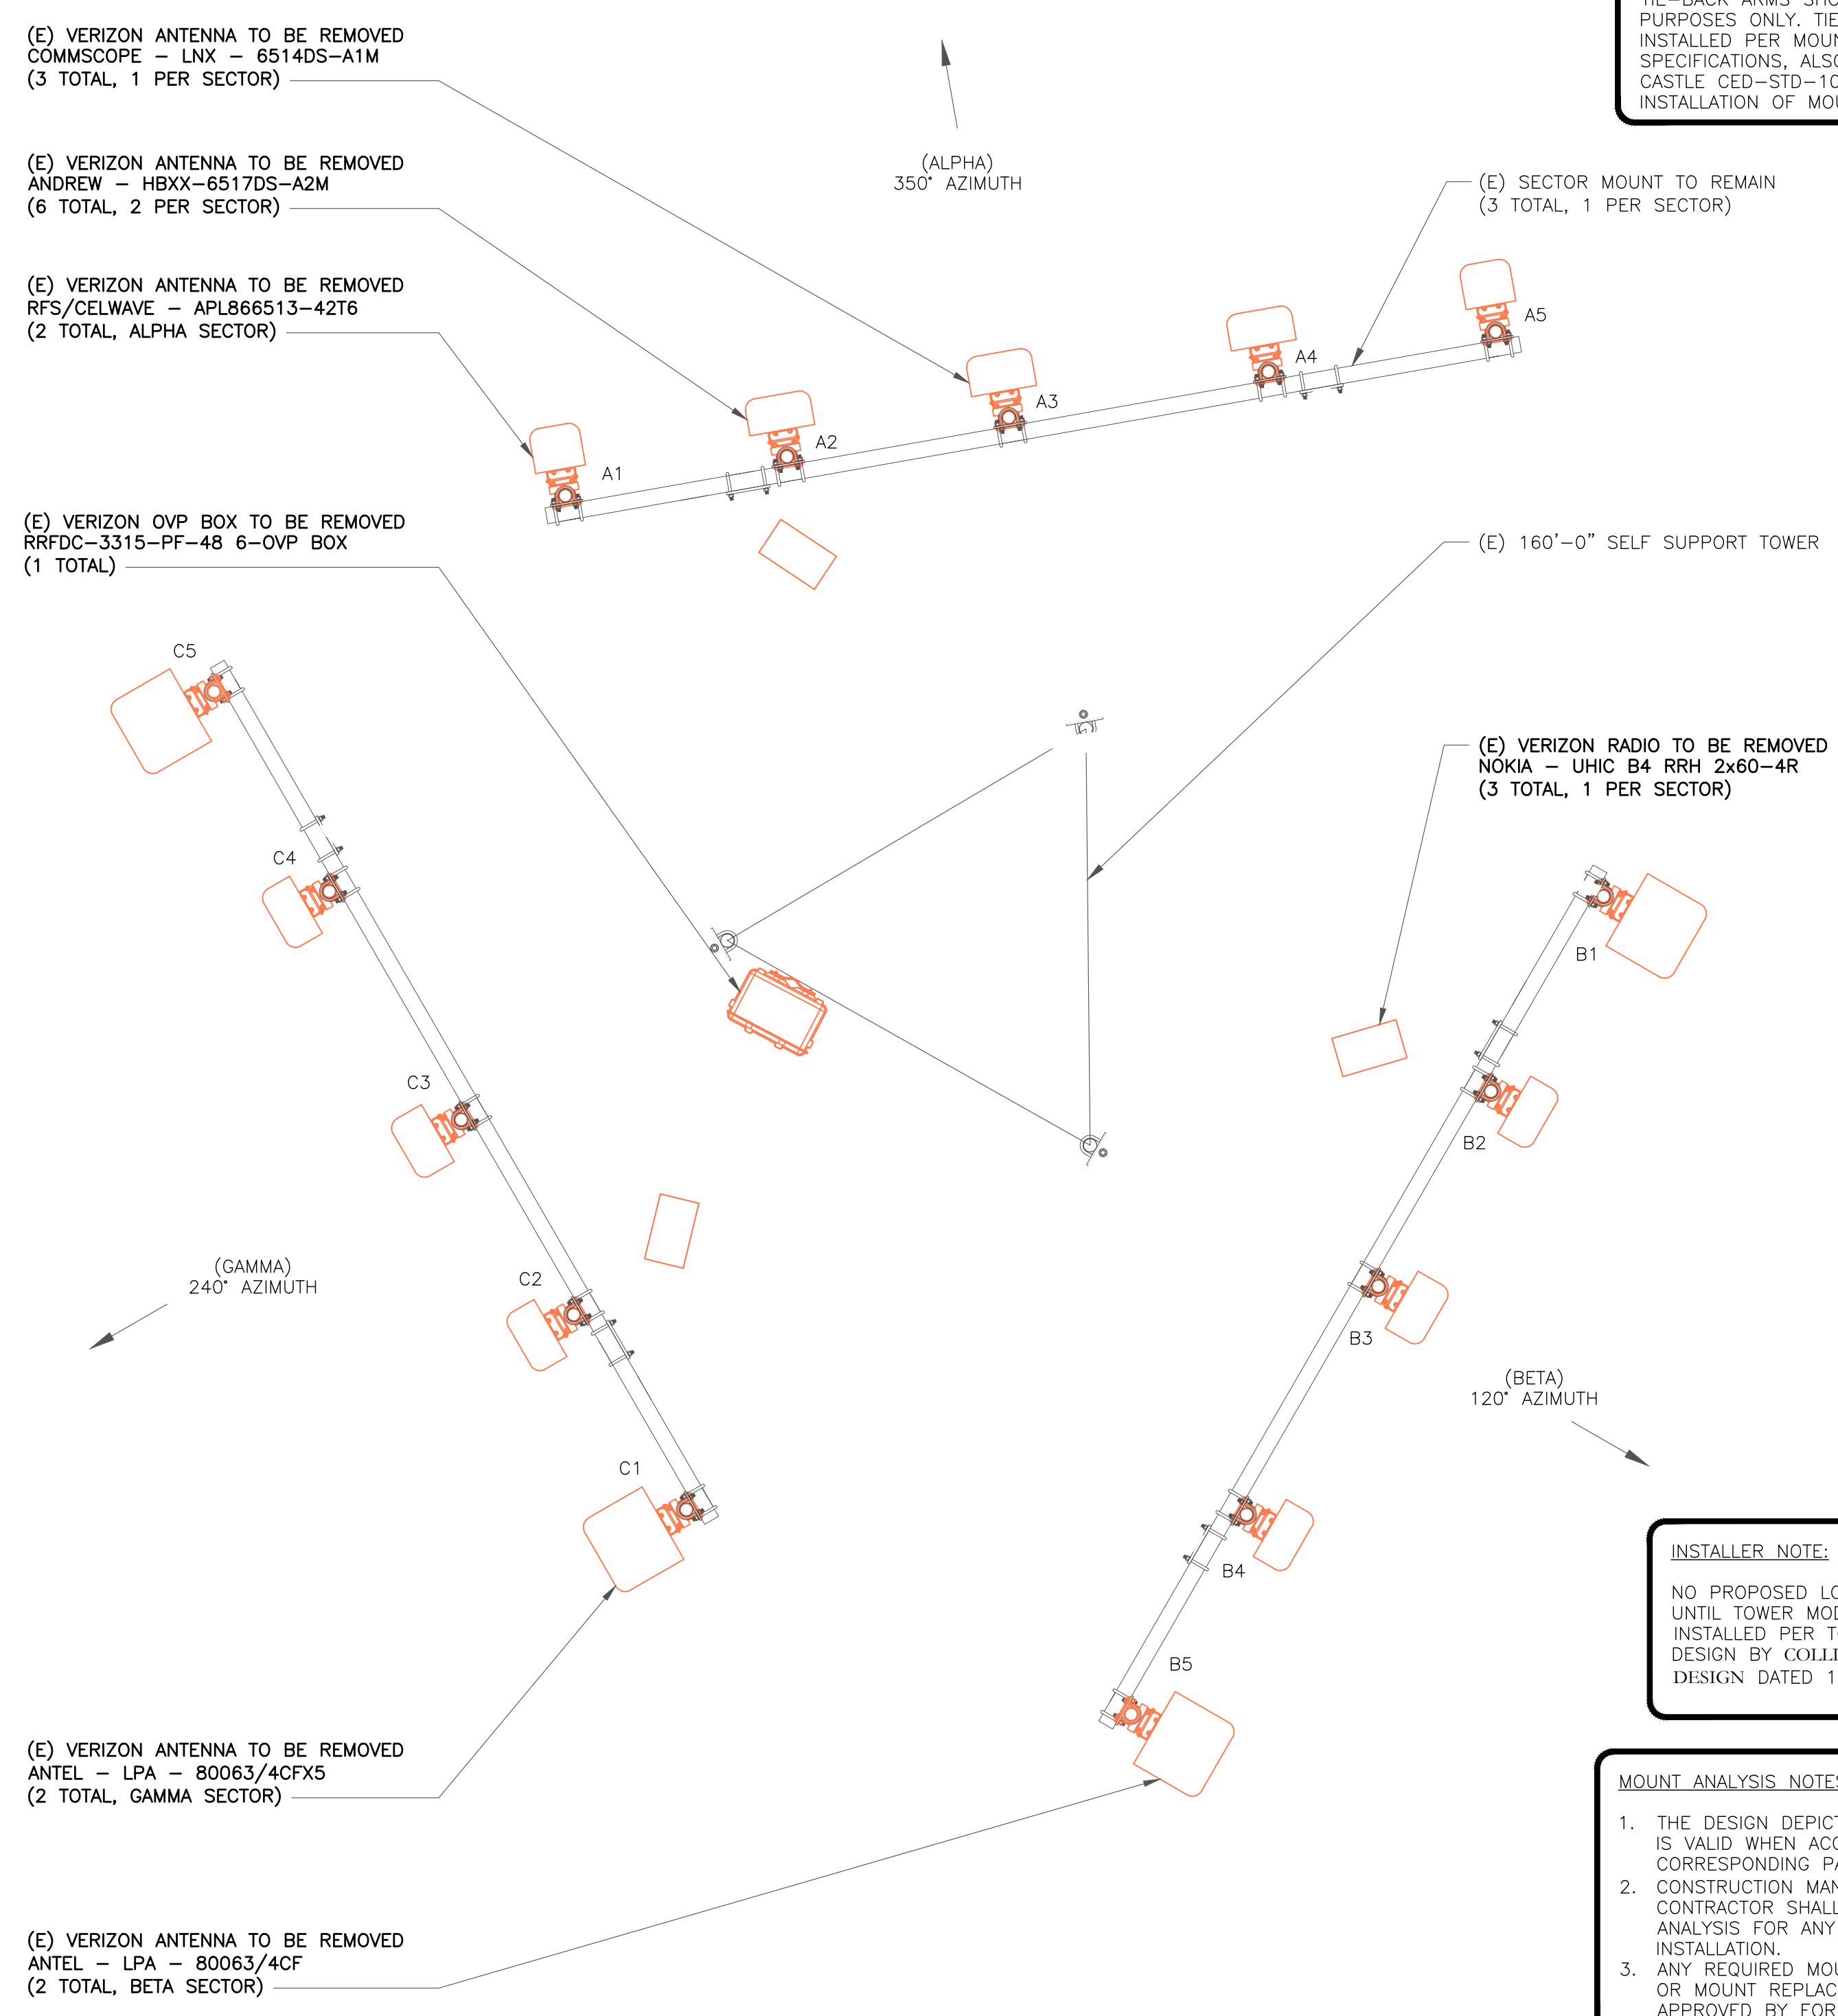 (E) VERIZON ANTENNA TO BE REMOVED
COMMSCOPE – LNX – 6514DS–A1M
(3 TOTAL, 1 PER SECTOR)
(E) VERIZON ANTENNA TO BE REMOVED
ANDREW – HBXX–6517DS–A2M
(6 TOTAL, 2 PER SECTOR)
(E) VERIZON ANTENNA TO BE REMOVED
RFS/CELWAVE – APL866513–42T6
(2 TOTAL, ALPHA SECTOR)
(E) VERIZON OVP BOX TO BE REMOVED
RRFDC–3315–PF–48 6–OVP BOX
(1 TOTAL)
(ALPHA)
350° AZIMUTH
PURPOSES ONLY. TIE
INSTALLED PER MOUN
SPECIFICATIONS, ALSO
CASTLE CED–STD–10
INSTALLATION OF MOU
(E) SECTOR MOUNT TO REMAIN
(3 TOTAL, 1 PER SECTOR)
A1
A2
A3
A4
A5
(E) 160'–0" SELF SUPPORT TOWER
(E) VERIZON RADIO TO BE REMOVED
NOKIA – UHIC B4 RRH 2x60–4R
(3 TOTAL, 1 PER SECTOR)
C5
C4
C3
C2
C1
(GAMMA)
240° AZIMUTH
B1
B2
B3
B4
B5
(BETA)
120° AZIMUTH
INSTALLER NOTE:
NO PROPOSED LO
UNTIL TOWER MOD
INSTALLED PER TO
DESIGN BY COLLI
DESIGN DATED 1
(E) VERIZON ANTENNA TO BE REMOVED
ANTEL – LPA – 80063/4CFX5
(2 TOTAL, GAMMA SECTOR)
(E) VERIZON ANTENNA TO BE REMOVED
ANTEL – LPA – 80063/4CF
(2 TOTAL, BETA SECTOR)
MOUNT ANALYSIS NOTES
1. THE DESIGN DEPICT
IS VALID WHEN ACC
CORRESPONDING PA
2. CONSTRUCTION MAN
CONTRACTOR SHALL
ANALYSIS FOR ANY
INSTALLATION.
3. ANY REQUIRED MOU
OR MOUNT REPLAC
APPROVED BY FOR